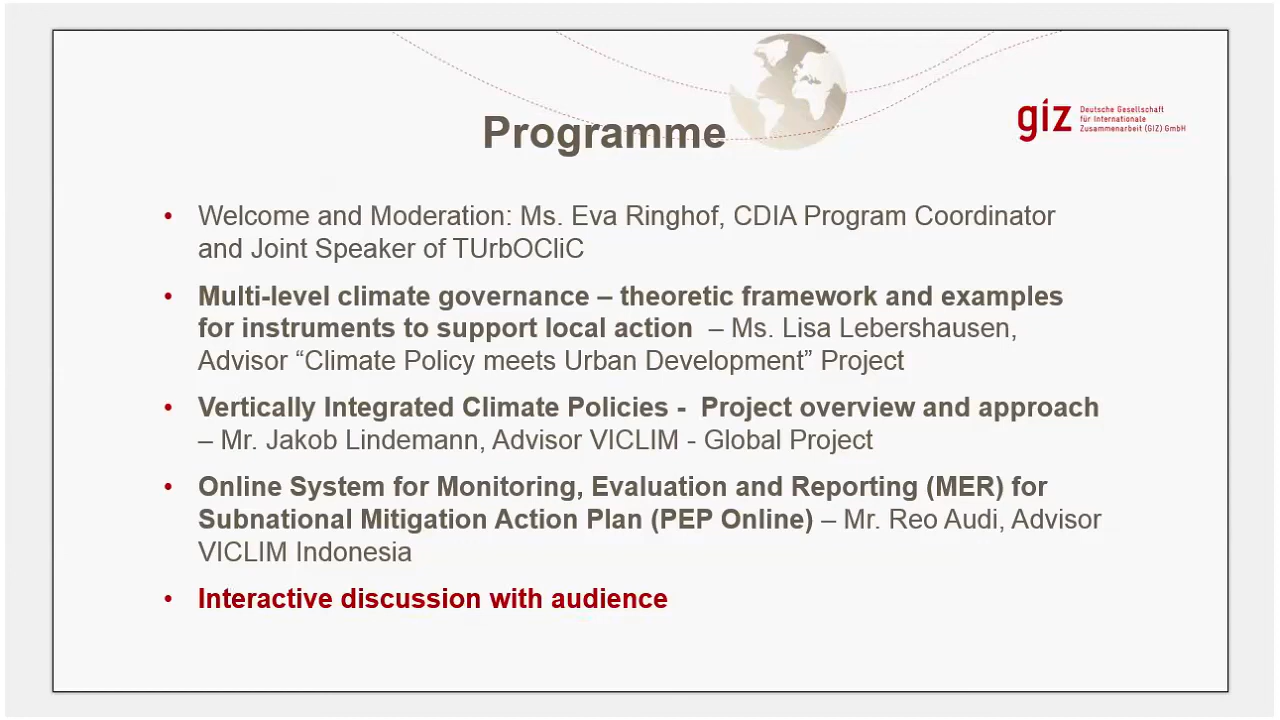 Programme
giz Deutsche Gesellschaft
für Internationale
Zusammenarbeit (GIZ) GmbH
• Welcome and Moderation: Ms. Eva Ringhof, CDIA Program Coordinator
and Joint Speaker of TUrbOCliC
• Multi-level climate governance – theoretic framework and examples
for instruments to support local action – Ms. Lisa Lebershausen,
Advisor “Climate Policy meets Urban Development” Project
• Vertically Integrated Climate Policies - Project overview and approach
– Mr. Jakob Lindemann, Advisor VICLIM - Global Project
• Online System for Monitoring, Evaluation and Reporting (MER) for
Subnational Mitigation Action Plan (PEP Online) – Mr. Reo Audi, Advisor
VICLIM Indonesia
• Interactive discussion with audience